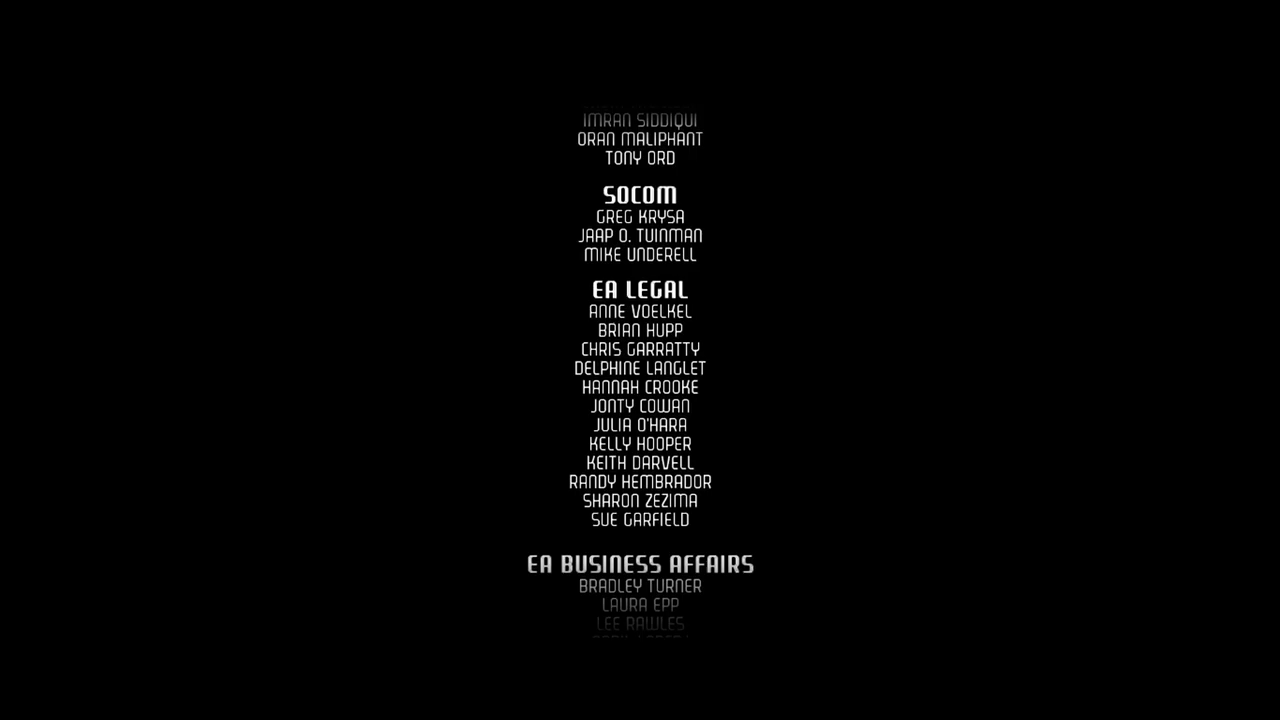 IMRAN SIDDIQUI
ORAN MALIPHANT
TONY ORD
SOCOM
GREG KRYSA
JAAP O. TUINMAN
MIKE UNDERELL
EA LEGAL
ANNE VOELKEL
BRIAN HUPP
CHRIS GARRATTY
DELPHINE LANGLET
HANNAH CROOKE
JONTY COWAN
JULIA O'HARA
KELLY HOOPER
KEITH DARVELL
RANDY HEMBRADOR
SHARON ZEZIMA
SUE GARFIELD
EA BUSINESS AFFAIRS
BRADLEY TURNER
LAURA EPP
LEE RAWLES